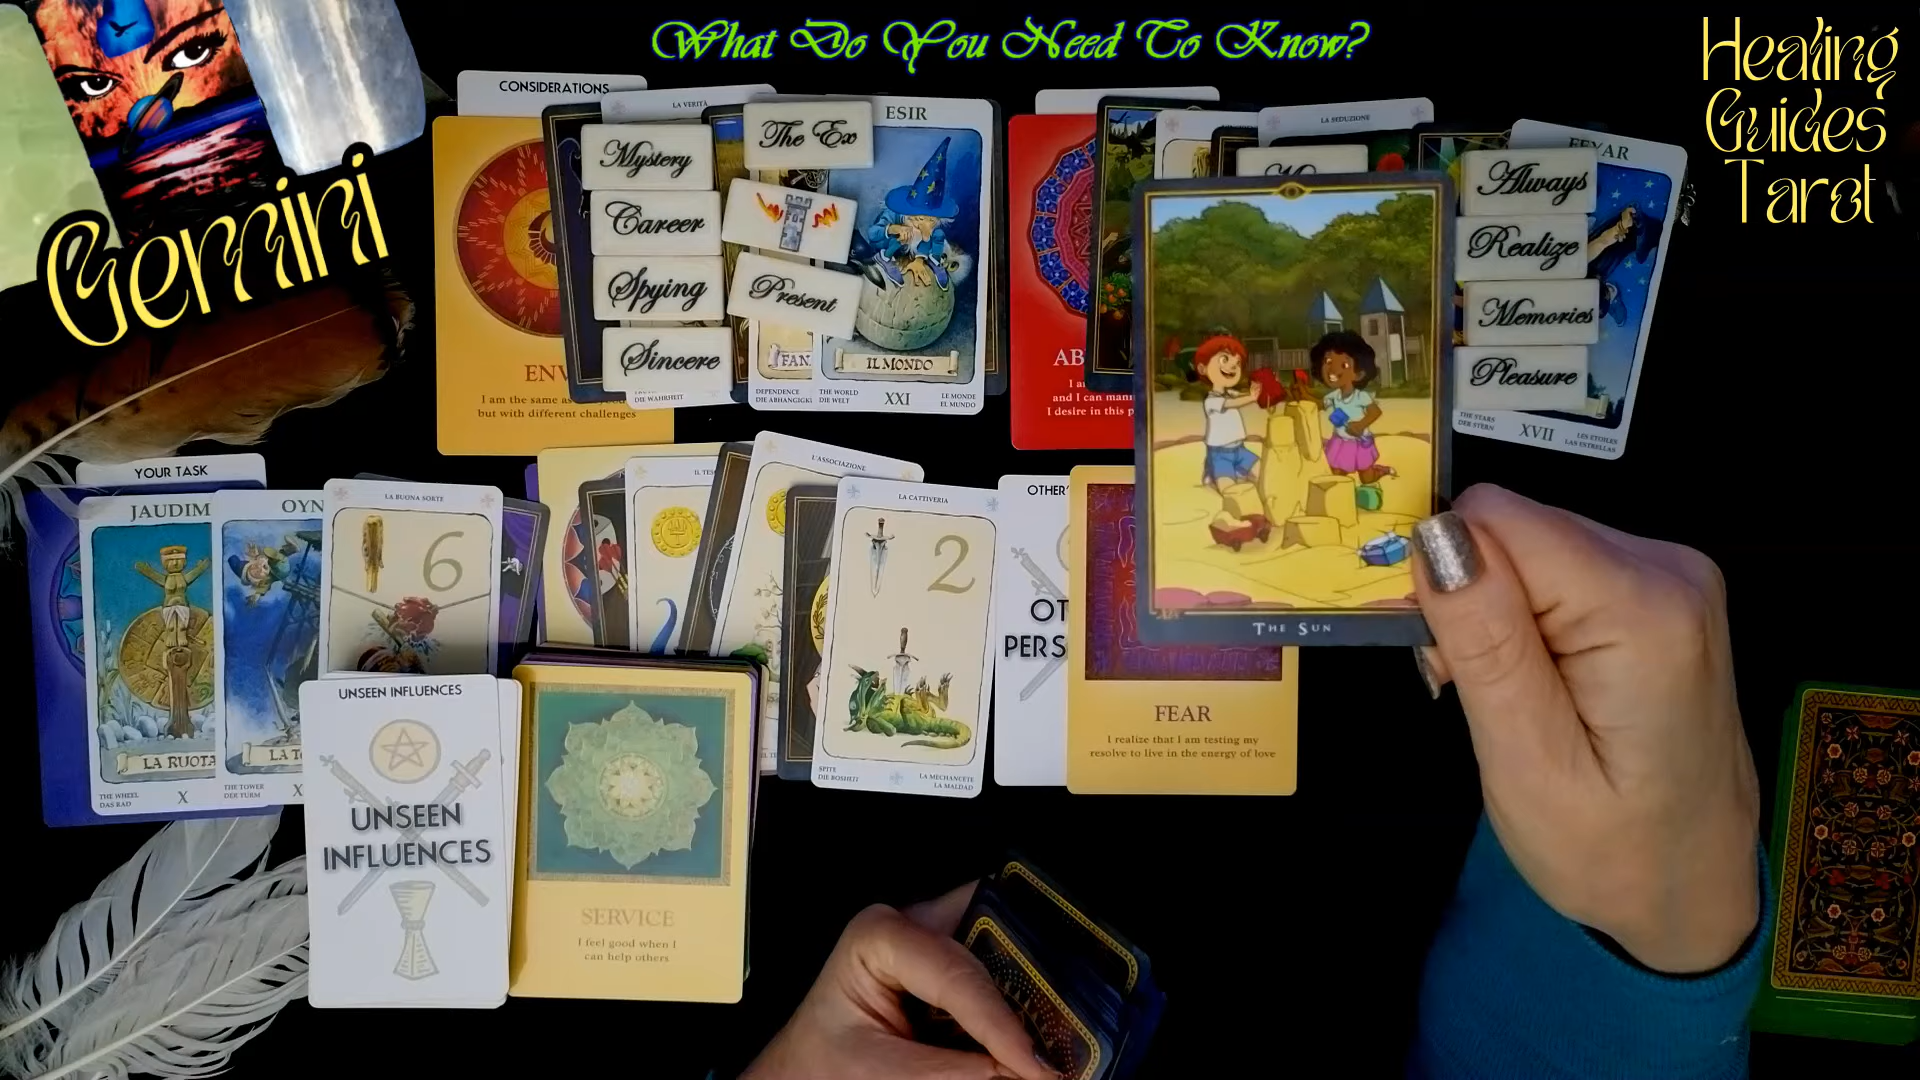 What Do You Need To Know?
Healing
Guides
Tarot
Gemini
CONSIDERATIONS
I am the same as
but with different challenges
LA VERITÀ
DIE WAHRHEIT
Mystery
Career
Spying
Sincere
The Ex
Present
DEPENDENCE
ESIR
IL MONDO
THE WORLD
DIE WELT
XXI
LE MONDE
EL MUNDO
I desire in this
LA SEDUZIONE
Always
Realize
Memories
Pleasure
THE STARS
DER STERN
XVII
LES ETOILES
LAS ESTRELLAS
THE SUN
YOUR TASK
JAUDIM
LA RUOTA
THE WHEEL
DAS RAD
X
OYN
THE TOWER
DER TURM
LA BUONA SORTE
6
L'ASSOCIAZIONE
LA CATTIVERIA
2
SPITE
DIE BOSHEIT
LA MECHANCETE
LA MALDAD
FEAR
I realize that I am testing my
resolve to live in the energy of love
UNSEEN INFLUENCES
UNSEEN
INFLUENCES
SERVICE
I feel good when I
can help others